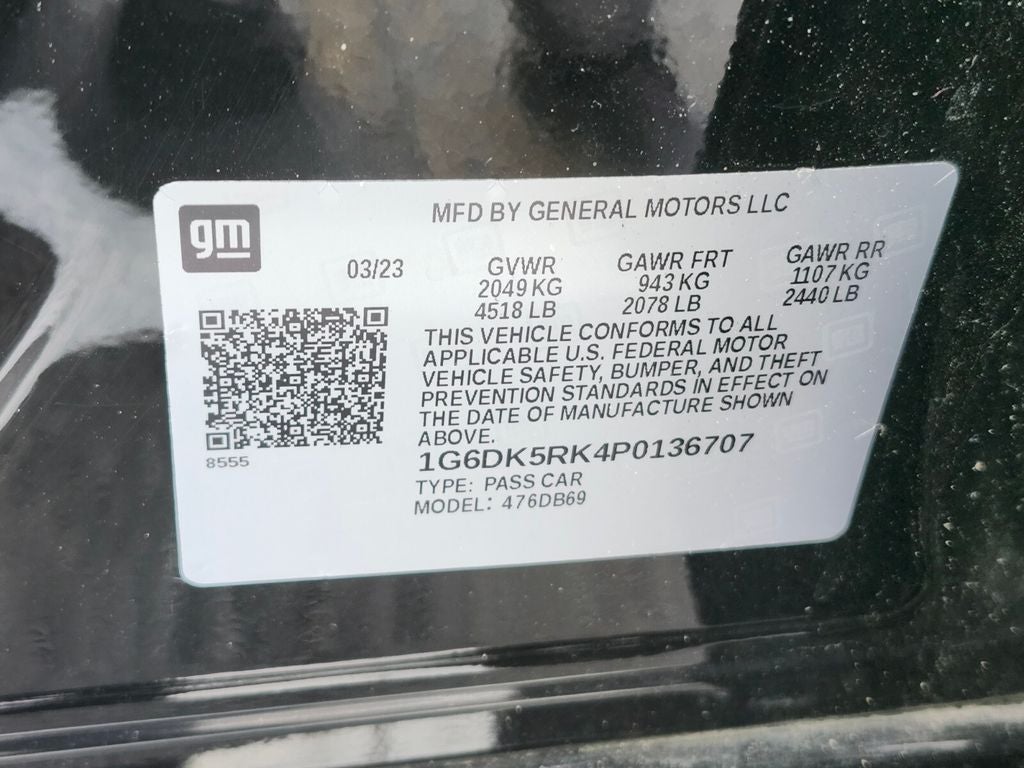 gm
MFD BY GENERAL MOTORS LLC
03/23 GVWR GAWR FRT GAWR RR
2049 KG 943 KG 1107 KG
4518 LB 2078 LB 2440 LB
THIS VEHICLE CONFORMS TO ALL
APPLICABLE U.S. FEDERAL MOTOR
VEHICLE SAFETY, BUMPER, AND THEFT
PREVENTION STANDARDS IN EFFECT ON
THE DATE OF MANUFACTURE SHOWN
ABOVE.
8555
1G6DK5RK4P0136707
TYPE: PASS CAR
MODEL: 476DB69